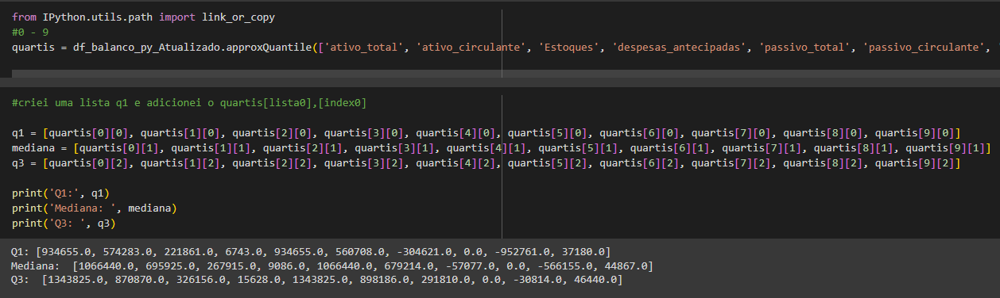 from IPython.utils.path import link_or_copy
#0 - 9
quartis = df_balanco_py_Atualizado.approxQuantile(['ativo_total', 'ativo_circulante', 'Estoques', 'despesas_antecipadas', 'passivo_total', 'passivo_circulante',
#criei uma lista q1 e adicionei o quartis[lista0],[index0]
q1 = [quartis[0][0], quartis[1][0], quartis[2][0], quartis[3][0], quartis[4][0], quartis[5][0], quartis[6][0], quartis[7][0], quartis[8][0], quartis[9][0]]
mediana = [quartis[0][1], quartis[1][1], quartis[2][1], quartis[3][1], quartis[4][1], quartis[5][1], quartis[6][1], quartis[7][1], quartis[8][1], quartis[9][1]]
q3 = [quartis[0][2], quartis[1][2], quartis[2][2], quartis[3][2], quartis[4][2], quartis[5][2], quartis[6][2], quartis[7][2], quartis[8][2], quartis[9][2]]
print('Q1:', q1)
print('Mediana: ', mediana)
print('Q3: ', q3)
Q1: [934655.0, 574283.0, 221861.0, 6743.0, 934655.0, 560708.0, -304621.0, 0.0, -952761.0, 37180.0]
Mediana:  [1066440.0, 695925.0, 267915.0, 9086.0, 1066440.0, 679214.0, -57077.0, 0.0, -566155.0, 44867.0]
Q3:  [1343825.0, 870870.0, 326156.0, 15628.0, 1343825.0, 898186.0, 291810.0, 0.0, -30814.0, 46440.0]